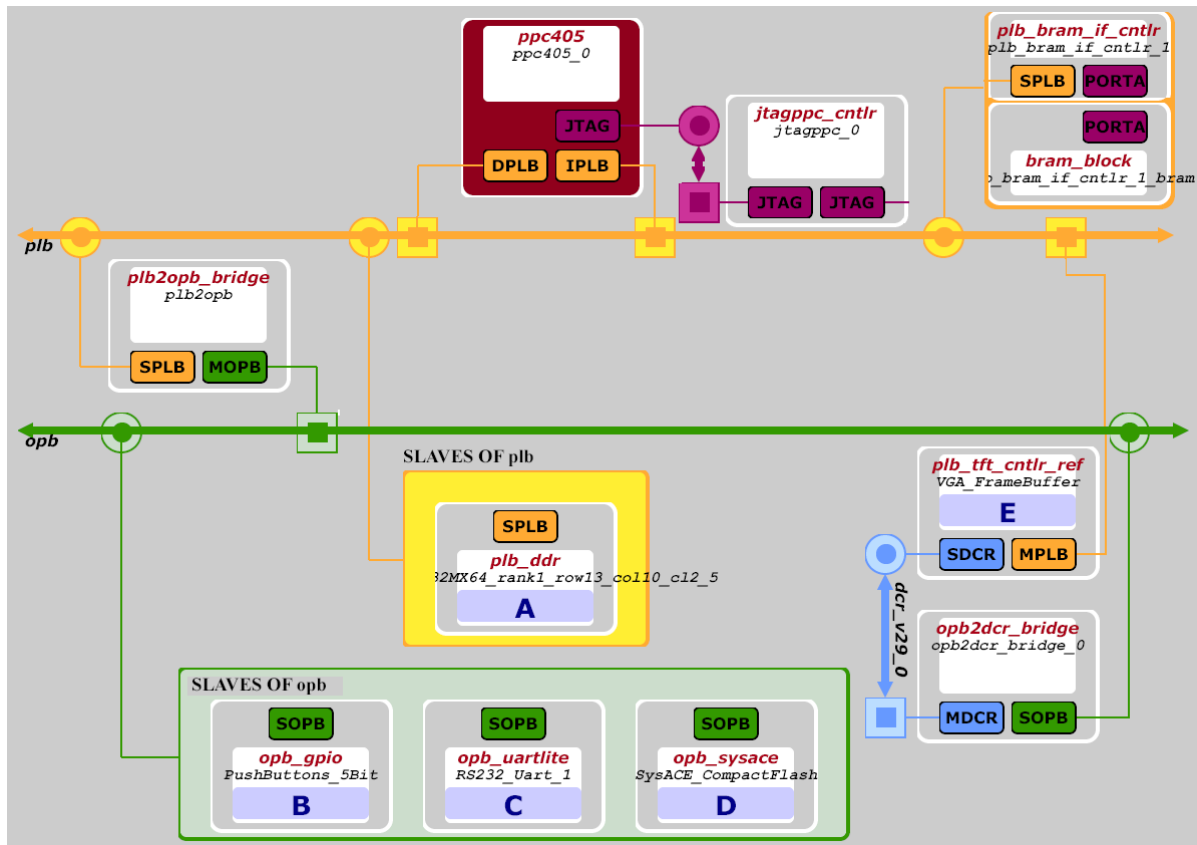 ppc405
ppc405_0
JTAG
DPLB
IPLB
jtagppc_cntlr
jtagppc_0
JTAG
JTAG
plb_bram_if_cntlr
plb_bram_if_cntlr_1
SPLB
PORTA
PORTA
bram_block
_bram_if_cntlr_1_bram
plb
plb2opb_bridge
plb2opb
SPLB
MOPB
opb
SLAVES OF plb
SPLB
plb_ddr
32MX64_rank1_row13_col10_cl2_5
A
plb_tft_cntlr_ref
VGA_FrameBuffer
E
SDCR
MPLB
dcr_v29_0
opb2dcr_bridge
opb2dcr_bridge_0
MDCR
SOPB
SLAVES OF opb
SOPB
opb_gpio
PushButtons_5Bit
B
SOPB
opb_uartlite
RS232_Uart_1
C
SOPB
opb_sysace
SysACE_CompactFlash
D